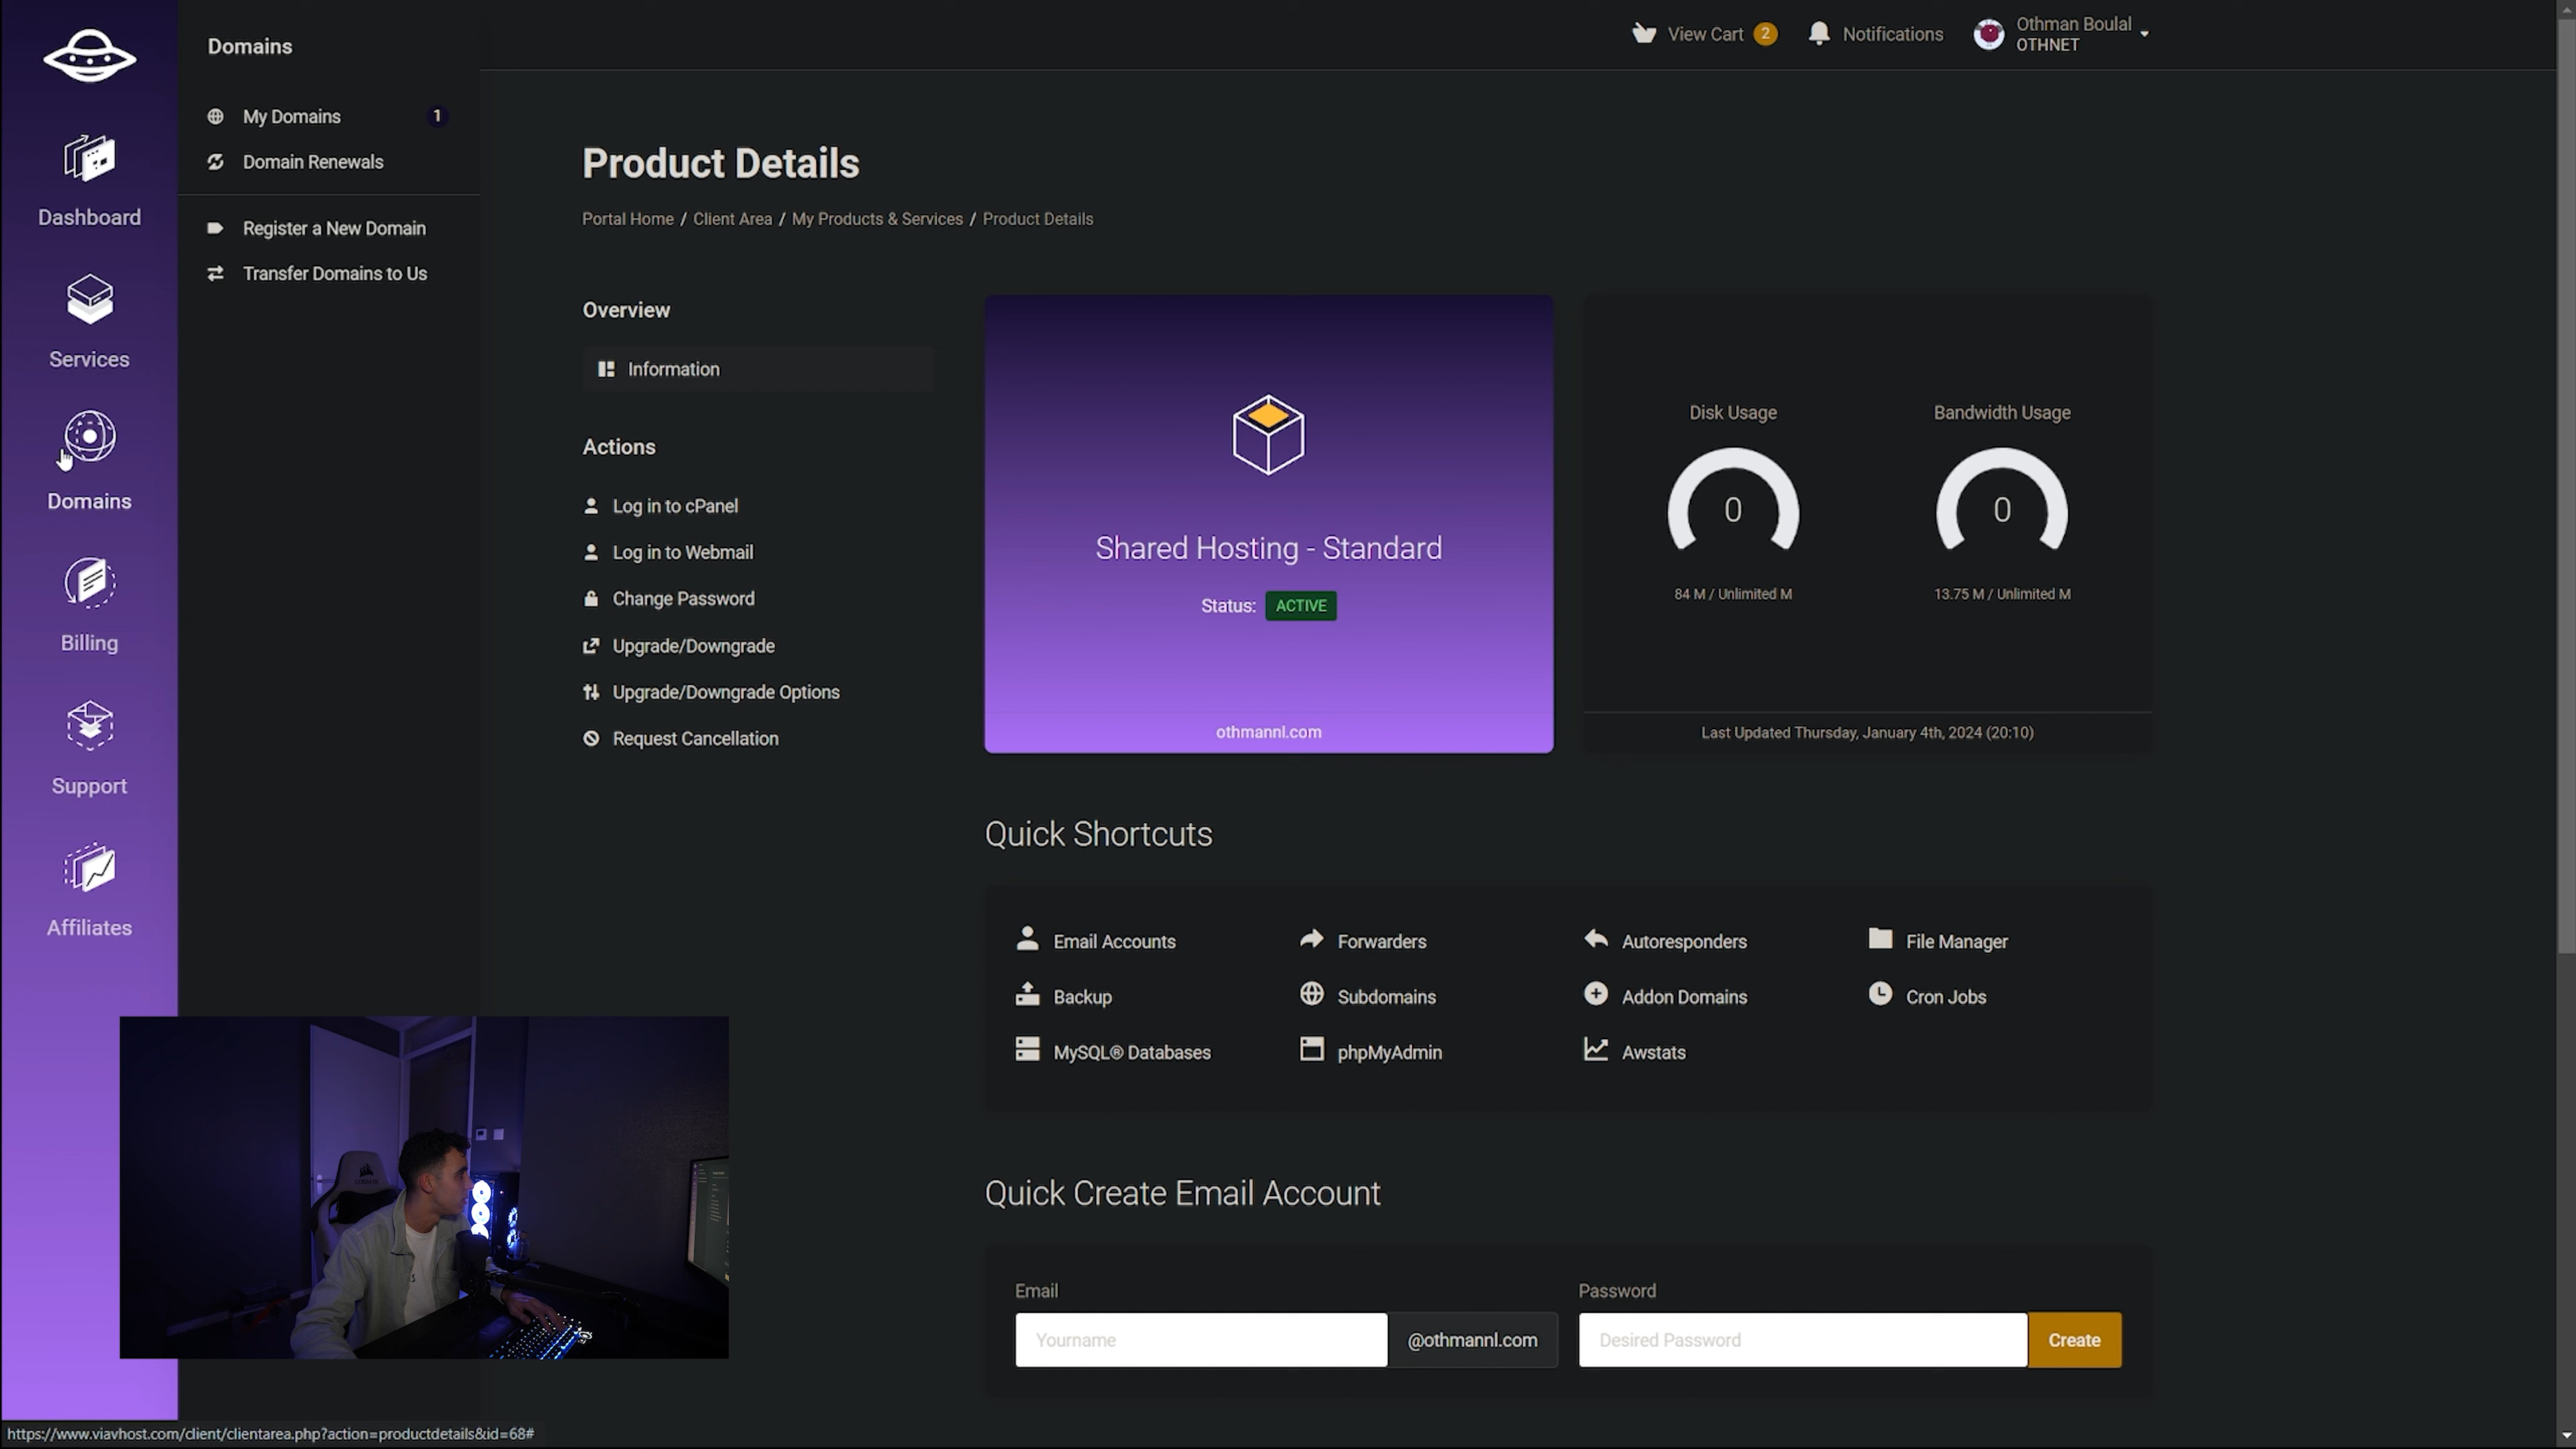 Dashboard
Services
Domains
Billing
Support
Affiliates
Domains
My Domains 1
Domain Renewals
Register a New Domain
Transfer Domains to Us
View Cart 2
Notifications
Othman Boulal
OTHNET
Product Details
Portal Home / Client Area / My Products & Services / Product Details
Overview
Information
Actions
Log in to cPanel
Log in to Webmail
Change Password
Upgrade/Downgrade
Upgrade/Downgrade Options
Request Cancellation
Shared Hosting - Standard
Status: ACTIVE
othmannl.com
Disk Usage
0
84 M / Unlimited M
Bandwidth Usage
0
13.75 M / Unlimited M
Last Updated Thursday, January 4th, 2024 (20:10)
Quick Shortcuts
Email Accounts
Forwarders
Autoresponders
File Manager
Backup
Subdomains
Addon Domains
Cron Jobs
MySQL® Databases
phpMyAdmin
Awstats
Quick Create Email Account
Email
Yourname
@othmannl.com
Password
Desired Password
Create
https://www.viavhost.com/client/clientarea.php?action=productdetails&id=68#